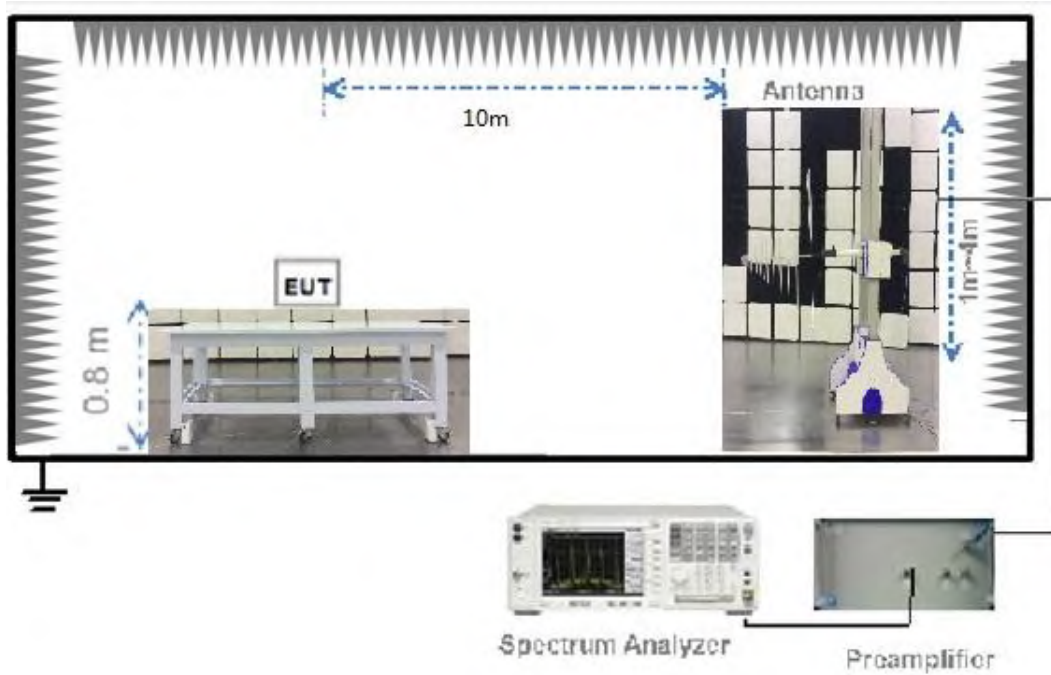 Antenna
10m
1m~4m
EUT
0.8 m
Spectrum Analyzer
Preamplifier